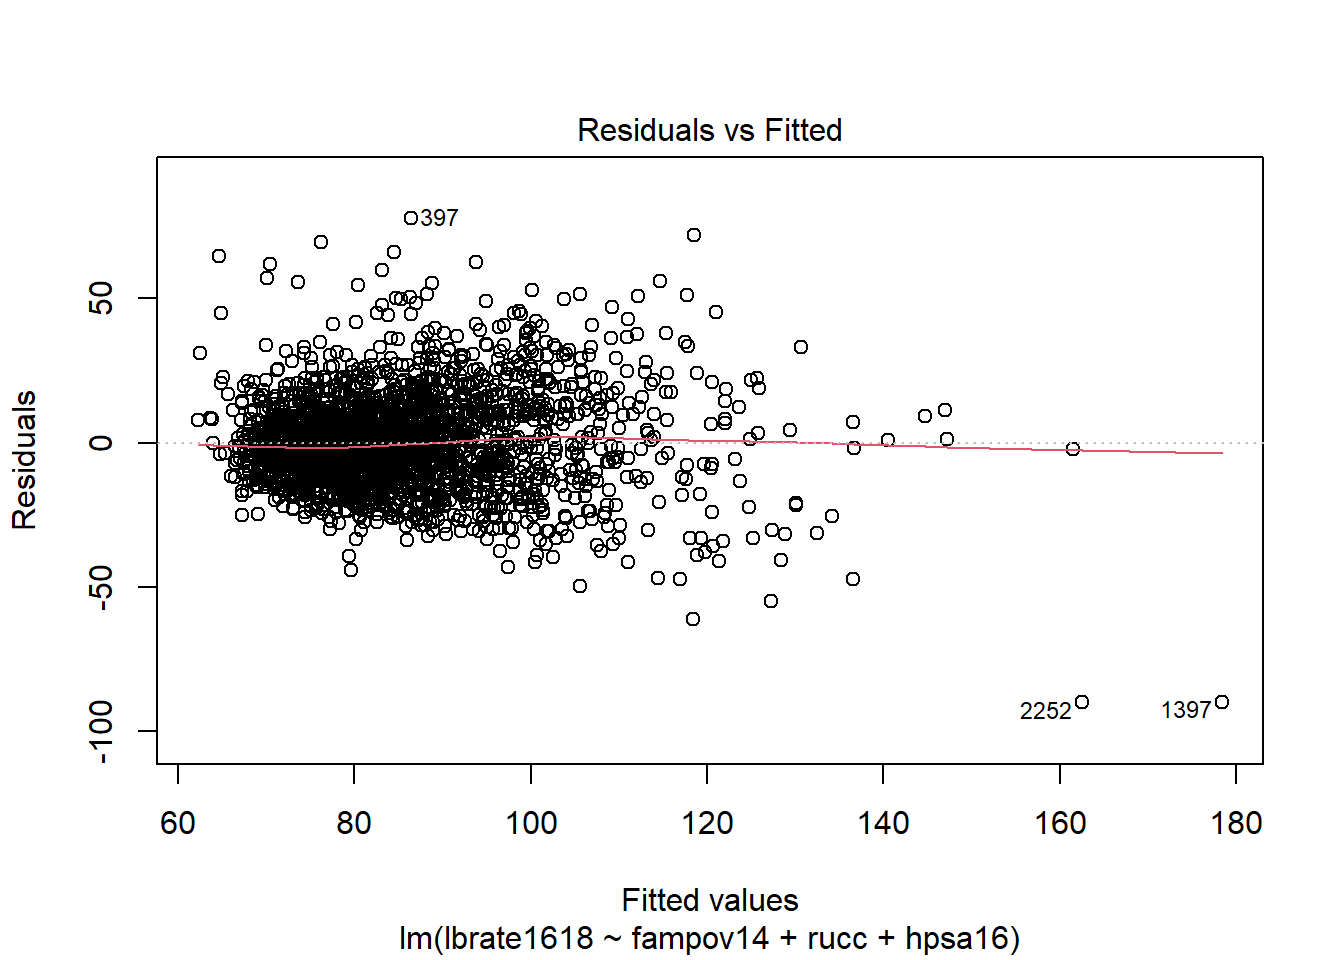 Residuals vs Fitted
Residuals
50
0
-50
-100
397
2252
1397
60 80 100 120 140 160 180
Fitted values
lm(lbrate1618 ~ fampov14 + rucc + hpsa16)